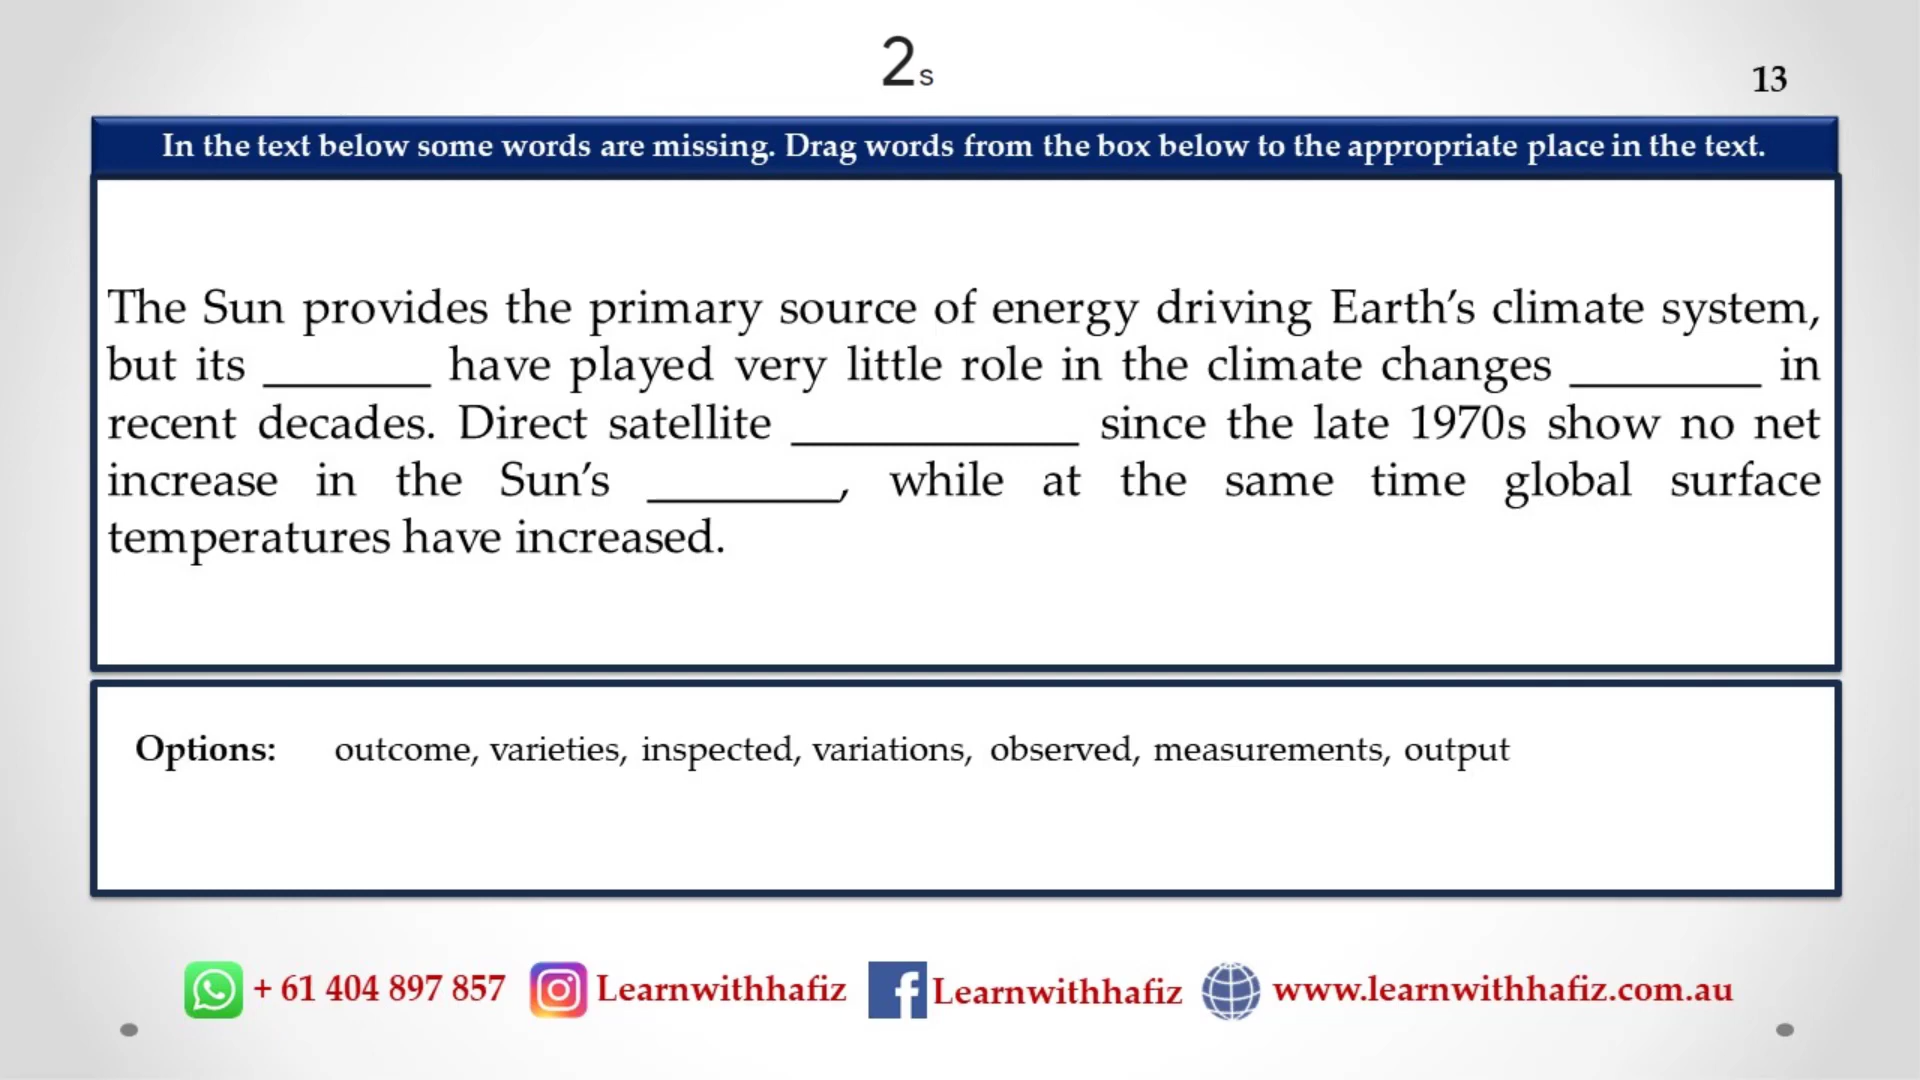 2s
13
In the text below some words are missing. Drag words from the box below to the appropriate place in the text.
The Sun provides the primary source of energy driving Earth’s climate system,
but its _______ have played very little role in the climate changes ________ in
recent decades. Direct satellite ____________ since the late 1970s show no net
increase in the Sun’s ________, while at the same time global surface
temperatures have increased.
Options: outcome, varieties, inspected, variations, observed, measurements, output
+ 61 404 897 857 Learnwithhafiz Learnwithhafiz www.learnwithhafiz.com.au